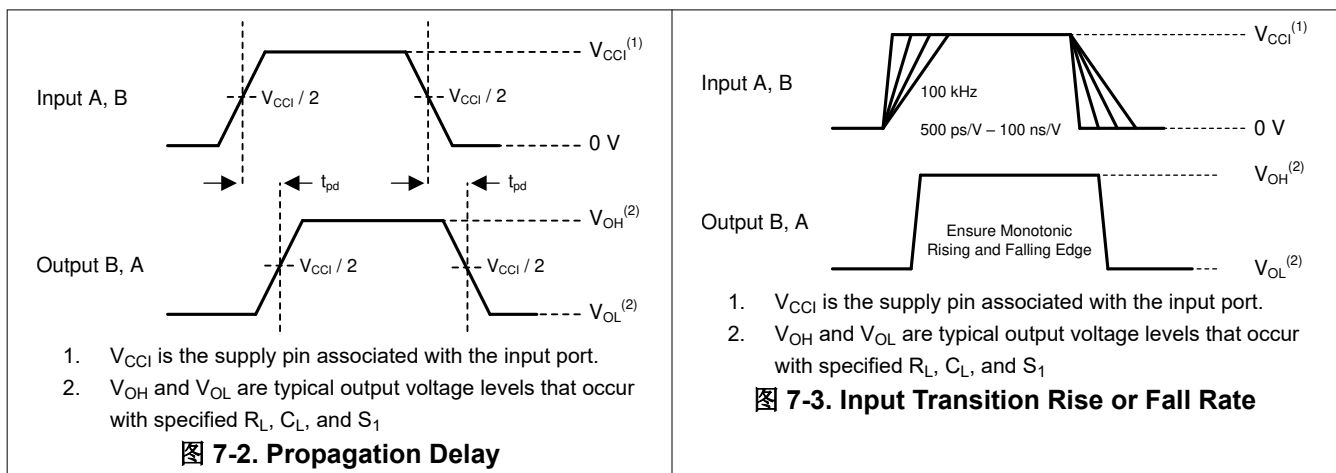 V_CCI^(1)
Input A, B
V_CCI / 2
V_CCI / 2
0 V
t_pd
t_pd
V_OH^(2)
Output B, A
V_CCI / 2
V_CCI / 2
V_OL^(2)
1. V_CCI is the supply pin associated with the input port.
2. V_OH and V_OL are typical output voltage levels that occur
with specified R_L, C_L, and S_1
图 7-2. Propagation Delay
V_CCI^(1)
Input A, B
100 kHz
500 ps/V – 100 ns/V
0 V
V_OH^(2)
Output B, A
Ensure Monotonic
Rising and Falling Edge
V_OL^(2)
1. V_CCI is the supply pin associated with the input port.
2. V_OH and V_OL are typical output voltage levels that occur
with specified R_L, C_L, and S_1
图 7-3. Input Transition Rise or Fall Rate